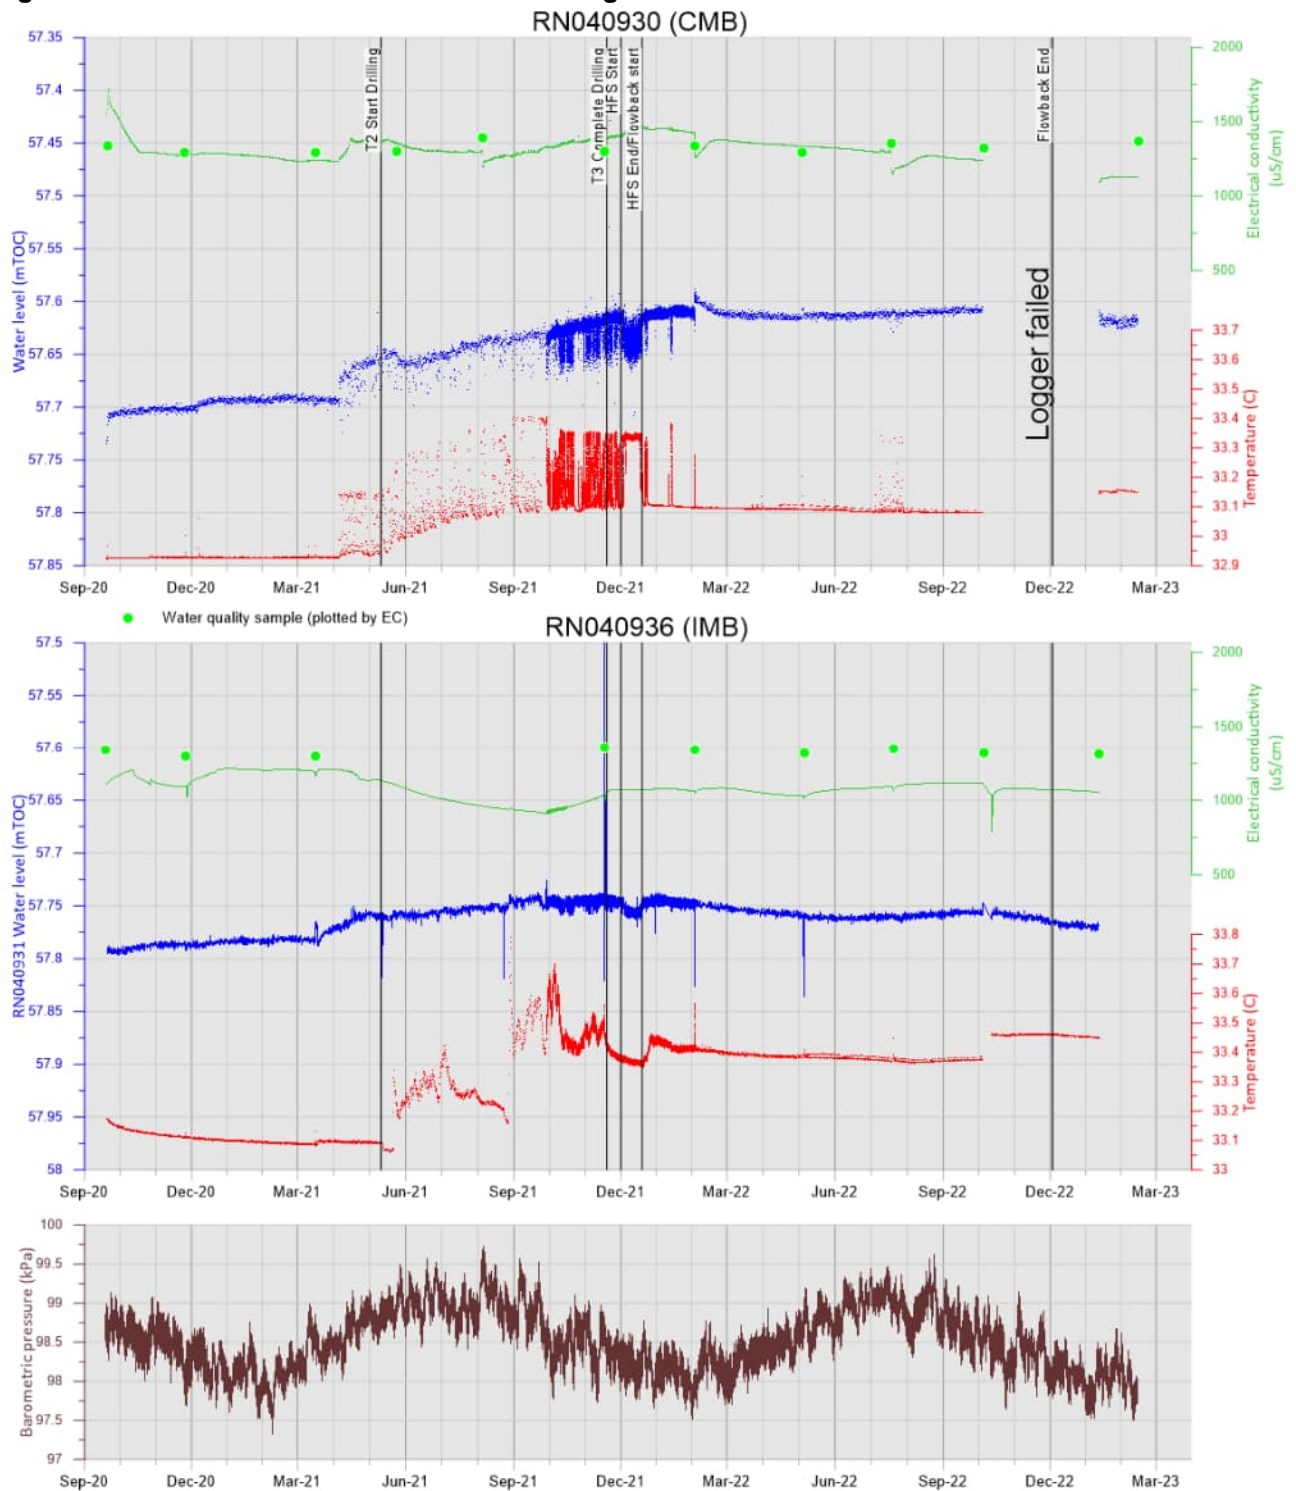 RN040930 (CMB)
57.35
57.4
57.45
57.5
57.55
57.6
57.65
57.7
57.75
57.8
57.85
Water level (mTOC)
T2 Start Drilling
T3 Complete Drilling
HFS Start
HFS End/Flowback start
Flowback End
Logger failed
2000
1500
1000
500
Electrical conductivity
(uS/cm)
33.7
33.6
33.5
33.4
33.3
33.2
33.1
33
32.9
Temperature (C)
Sep-20 Dec-20 Mar-21 Jun-21 Sep-21 Dec-21 Mar-22 Jun-22 Sep-22 Dec-22 Mar-23
Water quality sample (plotted by EC)
RN040936 (IMB)
57.5
57.55
57.6
57.65
57.7
57.75
57.8
57.85
57.9
57.95
58
RN040931 Water level (mTOC)
2000
1500
1000
500
Electrical conductivity
(uS/cm)
33.8
33.7
33.6
33.5
33.4
33.3
33.2
33.1
33
Temperature (C)
Sep-20 Dec-20 Mar-21 Jun-21 Sep-21 Dec-21 Mar-22 Jun-22 Sep-22 Dec-22 Mar-23
100
99.5
99
98.5
98
97.5
97
Barometric pressure (kPa)
Sep-20 Dec-20 Mar-21 Jun-21 Sep-21 Dec-21 Mar-22 Jun-22 Sep-22 Dec-22 Mar-23